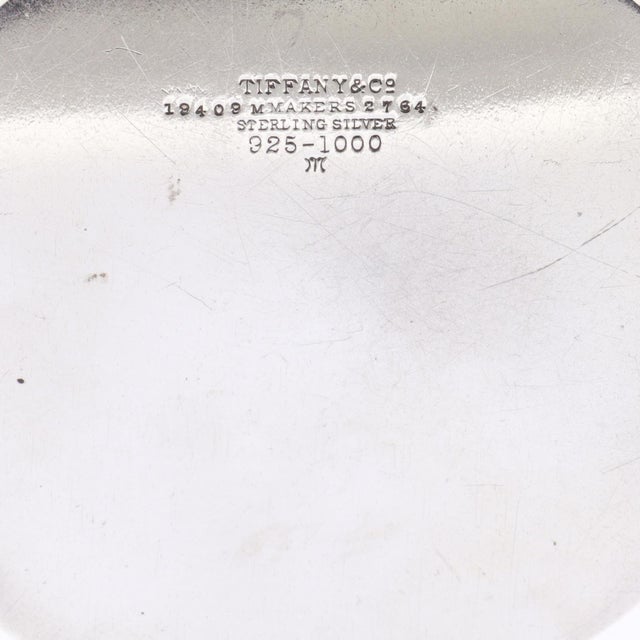 TIFFANY & Co
19409 M MAKERS 2764
STERLING SILVER
925-1000
M